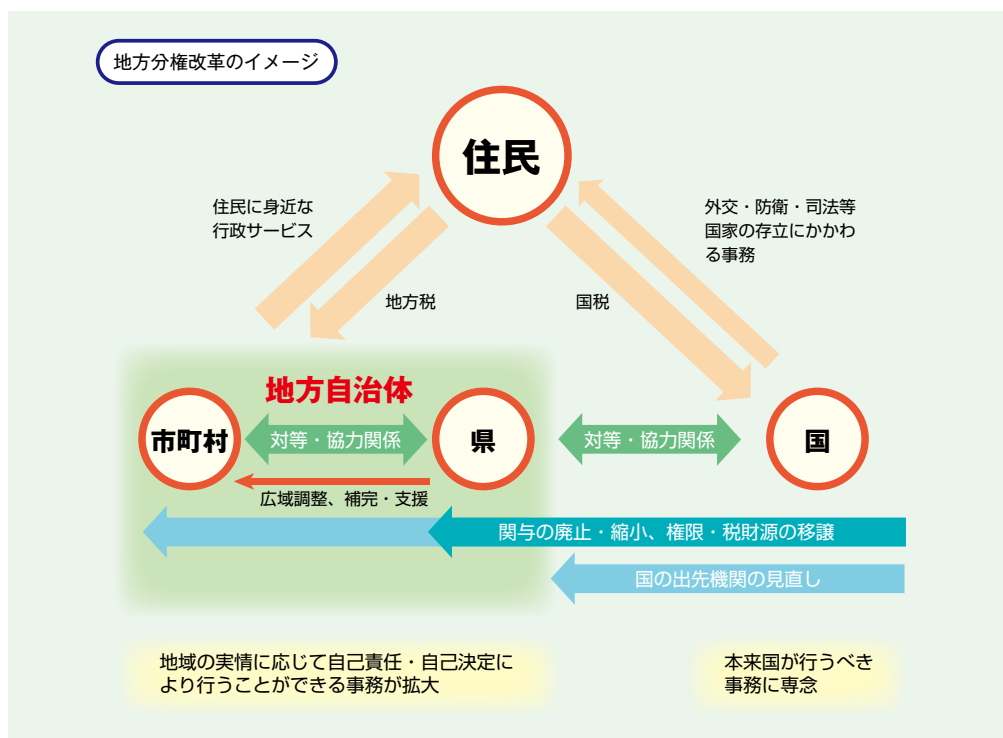 地方分権改革のイメージ
住民
住民に身近な
行政サービス
外交・防衛・司法等
国家の存立にかかわ
る事務
地方税
国税
地方自治体
市町村
対等・協力関係
県
対等・協力関係
国
広域調整、補完・支援
関与の廃止・縮小、権限・税財源の移譲
国の出先機関の見直し
地域の実情に応じて自己責任・自己決定に
より行うことができる事務が拡大
本来国が行うべき
事務に専念